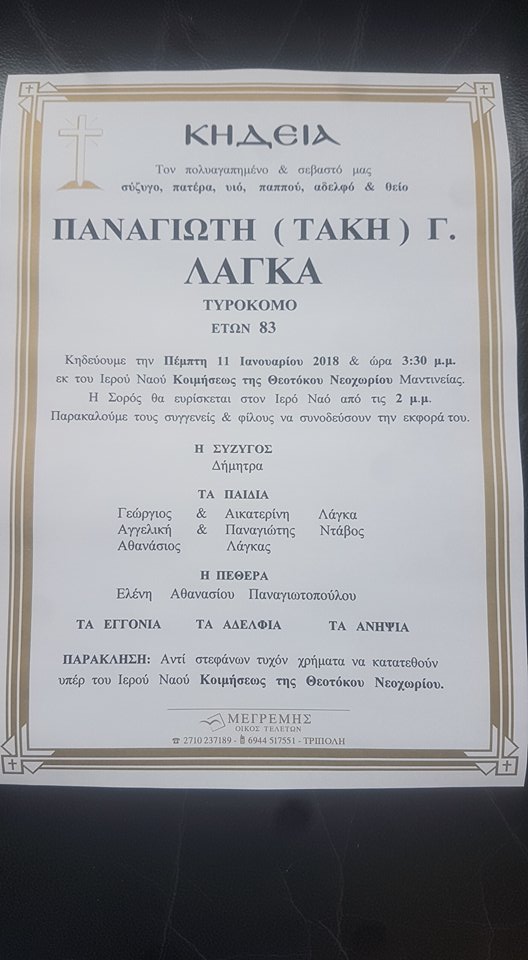 ΚΗΔΕΙΑ
Τον πολυαγαπημένο & σεβαστό μας
σύζυγο, πατέρα, υιό, παππού, αδελφό & θείο
ΠΑΝΑΓΙΩΤΗ (ΤΑΚΗ) Γ.
ΛΑΓΚΑ
ΤΥΡΟΚΟΜΟ
ΕΤΩΝ 83
Κηδεύουμε την Πέμπτη 11 Ιανουαρίου 2018 & ώρα 3:30 μ.μ.
εκ του Ιερού Ναού Κοιμήσεως της Θεοτόκου Νεοχωρίου Μαντινείας.
Η Σορός θα ευρίσκεται στον Ιερό Ναό από τις 2 μ.μ.
Παρακαλούμε τους συγγενείς & φίλους να συνοδεύσουν την εκφορά του.
Η ΣΥΖΥΓΟΣ
Δήμητρα
ΤΑ ΠΑΙΔΙΑ
Γεώργιος & Αικατερίνη Λάγκα
Αγγελική & Παναγιώτης Ντάβος
Αθανάσιος Λάγκας
Η ΠΕΘΕΡΑ
Ελένη Αθανασίου Παναγιωτοπούλου
ΤΑ ΕΓΓΟΝΙΑ ΤΑ ΑΔΕΛΦΙΑ ΤΑ ΑΝΗΨΙΑ
ΠΑΡΑΚΛΗΣΗ: Αντί στεφάνων τυχόν χρήματα να κατατεθούν
υπέρ του Ιερού Ναού Κοιμήσεως της Θεοτόκου Νεοχωρίου.
ΜΕΓΡΕΜΗΣ
ΟΙΚΟΣ ΤΕΛΕΤΩΝ
☎ 2710 237189 - 📱 6944 517551 - ΤΡΙΠΟΛΗ